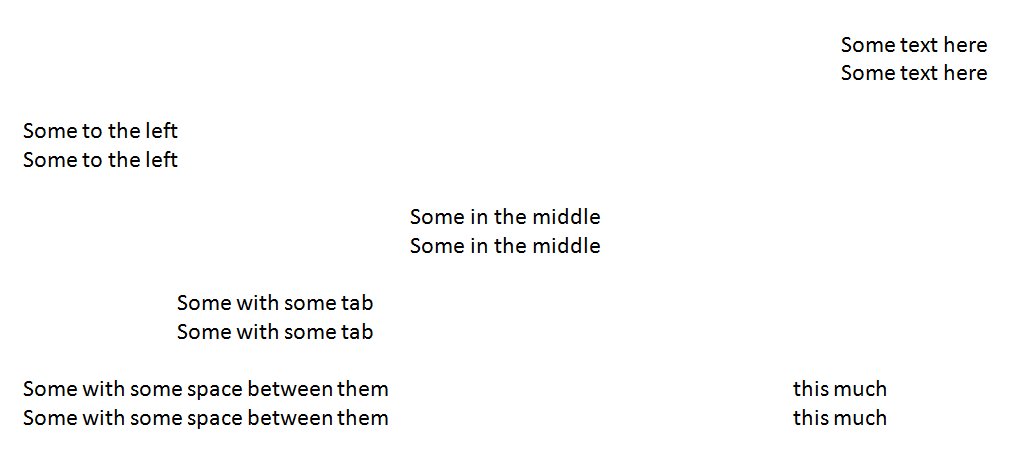 Some text here
Some text here
Some to the left
Some to the left
Some in the middle
Some in the middle
Some with some tab
Some with some tab
Some with some space between them this much
Some with some space between them this much